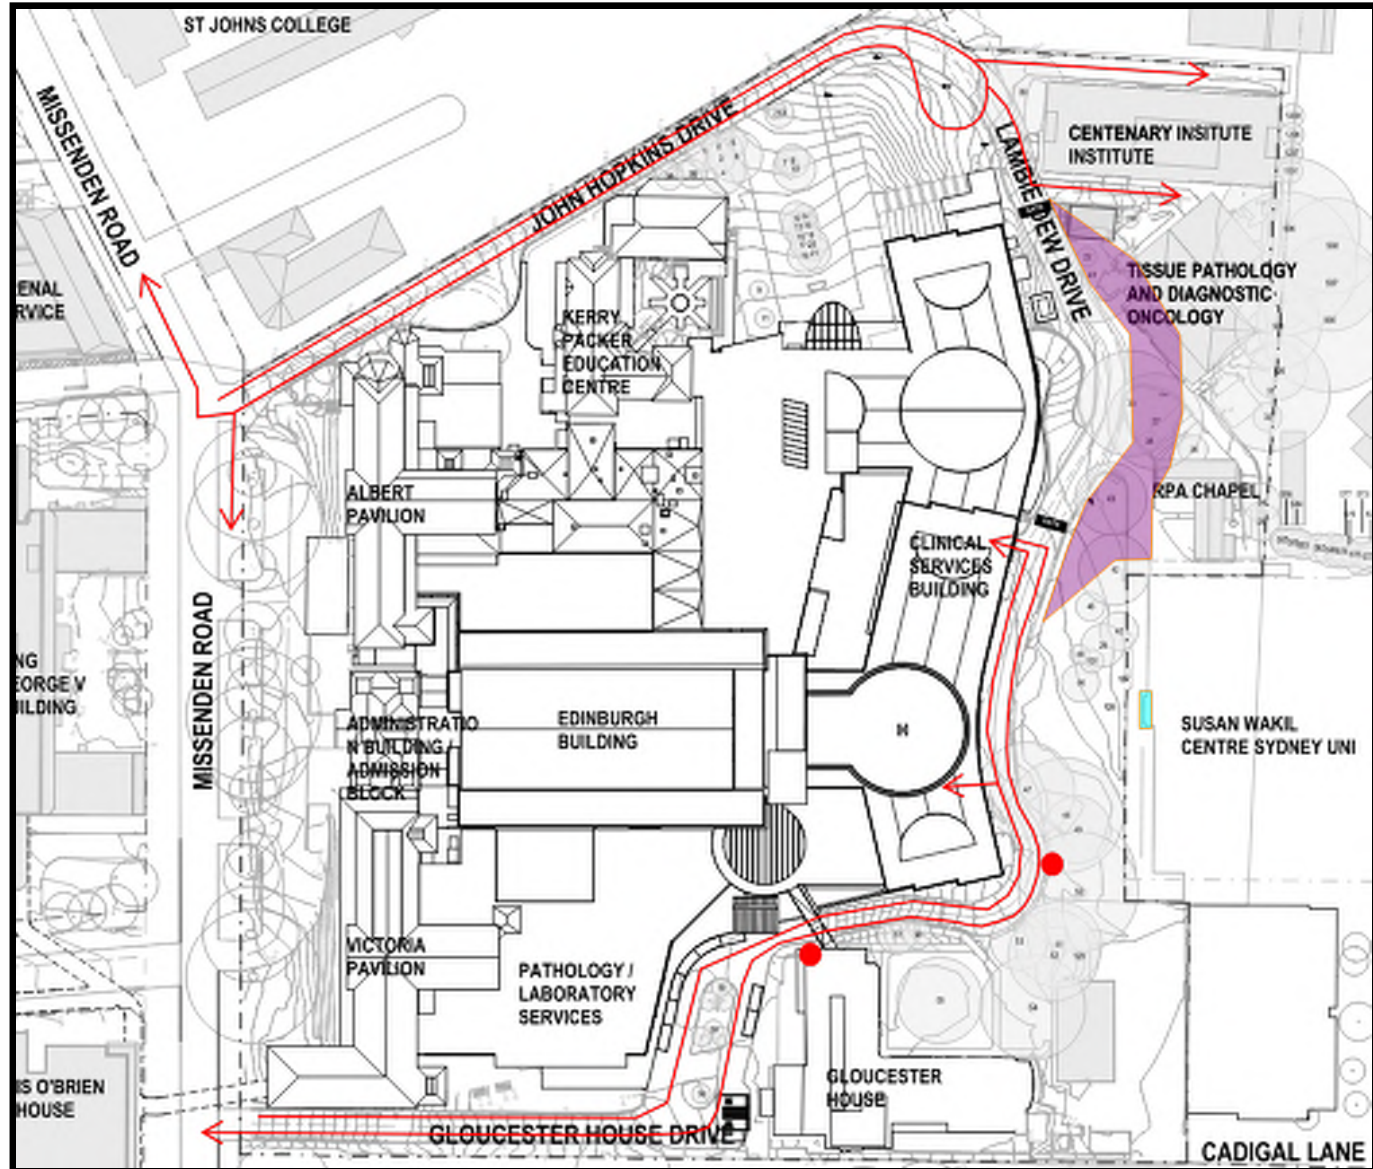 ST JOHNS COLLEGE
MISSENDEN ROAD
JOHN HOPKINS DRIVE
LAMBIE DEW DRIVE
CENTENARY INSITUTE
INSTITUTE
TISSUE PATHOLOGY
AND DIAGNOSTIC
ONCOLOGY
ENAL
RVICE
KERRY
PACKER
EDUCATION
CENTRE
ALBERT
PAVILION
RPA CHAPEL
CLINICAL
SERVICES
BUILDING
MISSENDEN ROAD
NG
EORGE V
ILDING
ADMINISTRATIO
N BUILDING /
ADMISSION
BLOCK
EDINBURGH
BUILDING
H
SUSAN WAKIL
CENTRE SYDNEY UNI
VICTORIA
PAVILION
PATHOLOGY /
LABORATORY
SERVICES
IS O'BRIEN
HOUSE
GLOUCESTER
HOUSE
GLOUCESTER HOUSE DRIVE
CADIGAL LANE